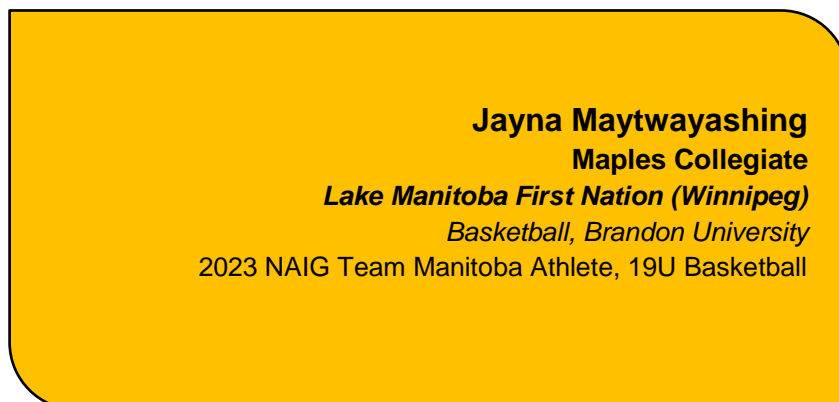 Jayna Maytwayashing
Maples Collegiate
Lake Manitoba First Nation (Winnipeg)
Basketball, Brandon University
2023 NAIG Team Manitoba Athlete, 19U Basketball